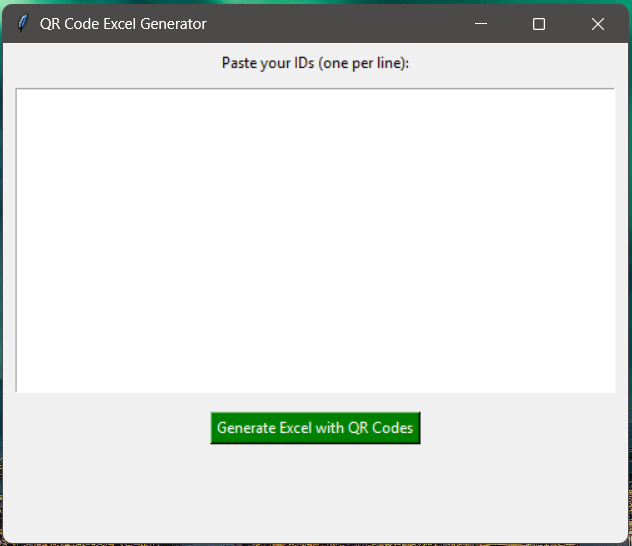 QR Code Excel Generator
Paste your IDs (one per line):
Generate Excel with QR Codes